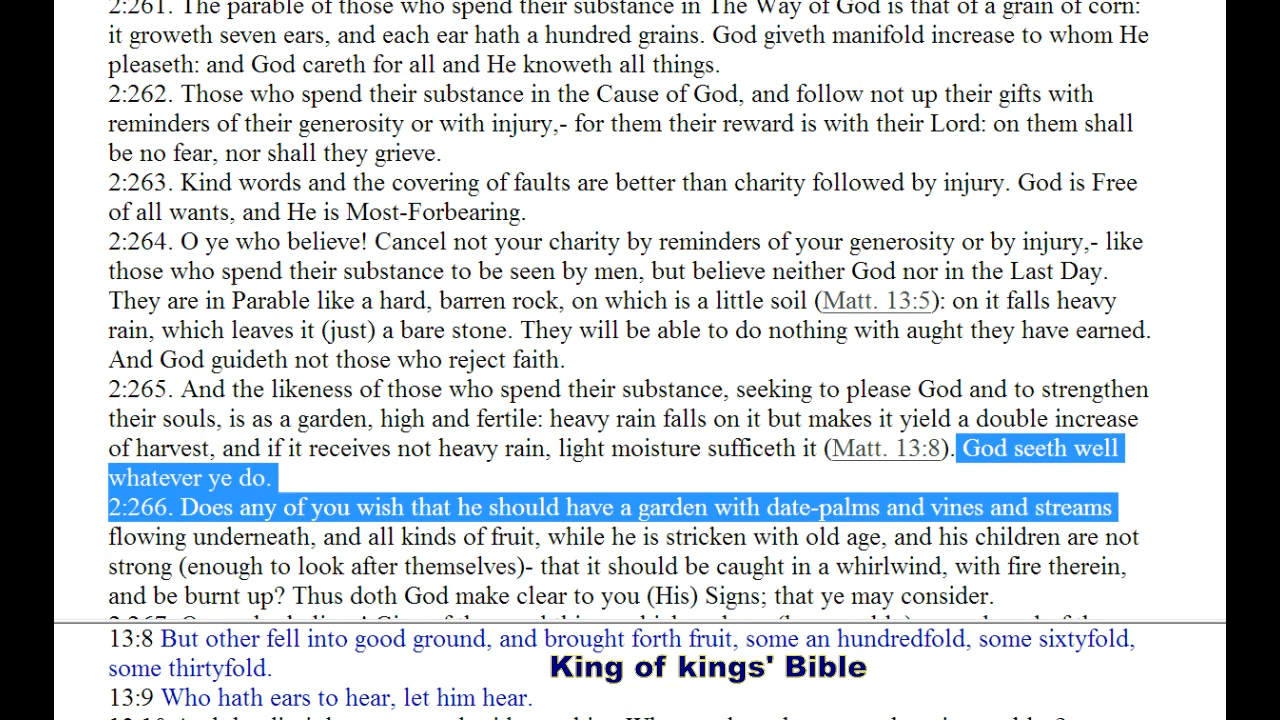 2:261. The parable of those who spend their substance in The Way of God is that of a grain of corn:
it groweth seven ears, and each ear hath a hundred grains. God giveth manifold increase to whom He
pleaseth: and God careth for all and He knoweth all things.
2:262. Those who spend their substance in the Cause of God, and follow not up their gifts with
reminders of their generosity or with injury,- for them their reward is with their Lord: on them shall
be no fear, nor shall they grieve.
2:263. Kind words and the covering of faults are better than charity followed by injury. God is Free
of all wants, and He is Most-Forbearing.
2:264. O ye who believe! Cancel not your charity by reminders of your generosity or by injury,- like
those who spend their substance to be seen by men, but believe neither God nor in the Last Day.
They are in Parable like a hard, barren rock, on which is a little soil (Matt. 13:5): on it falls heavy
rain, which leaves it (just) a bare stone. They will be able to do nothing with aught they have earned.
And God guideth not those who reject faith.
2:265. And the likeness of those who spend their substance, seeking to please God and to strengthen
their souls, is as a garden, high and fertile: heavy rain falls on it but makes it yield a double increase
of harvest, and if it receives not heavy rain, light moisture sufficeth it (Matt. 13:8). God seeth well
whatever ye do.
2:266. Does any of you wish that he should have a garden with date-palms and vines and streams
flowing underneath, and all kinds of fruit, while he is stricken with old age, and his children are not
strong (enough to look after themselves)- that it should be caught in a whirlwind, with fire therein,
and be burnt up? Thus doth God make clear to you (His) Signs; that ye may consider.
13:8 But other fell into good ground, and brought forth fruit, some an hundredfold, some sixtyfold,
some thirtyfold.
King of kings' Bible
13:9 Who hath ears to hear, let him hear.